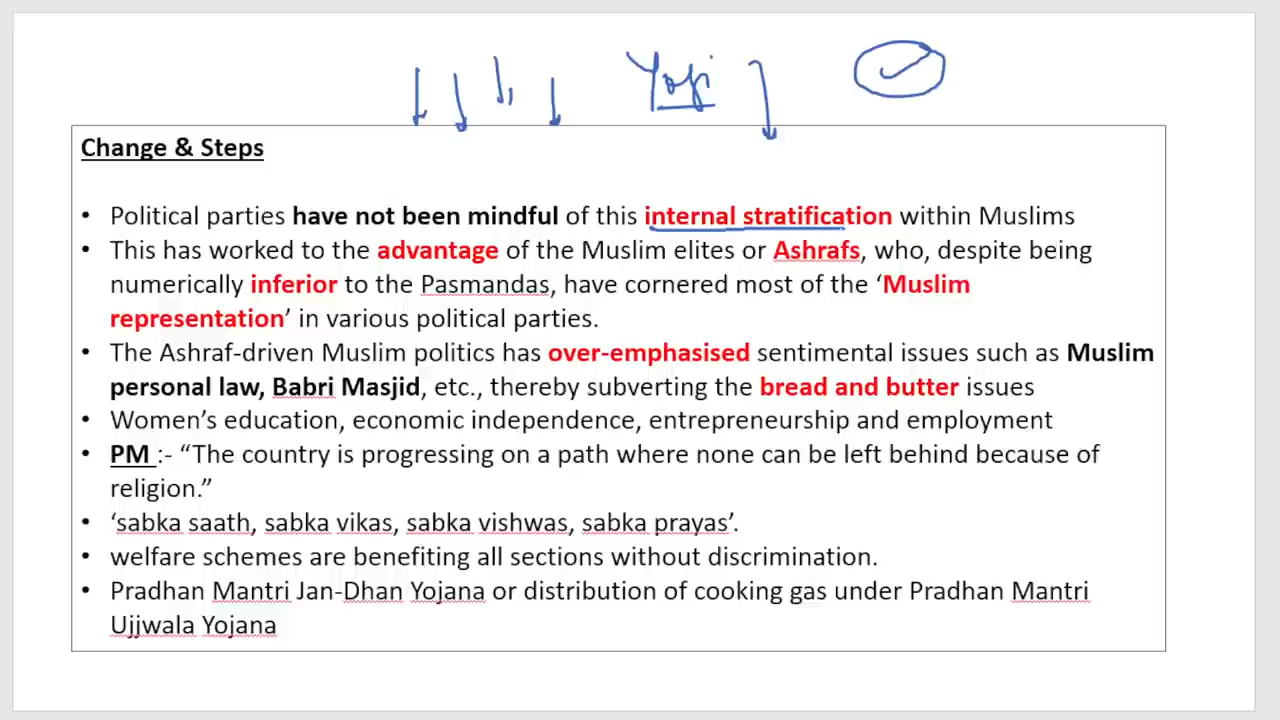 Yogi
Change & Steps
• Political parties have not been mindful of this internal stratification within Muslims
• This has worked to the advantage of the Muslim elites or Ashrafs, who, despite being
numerically inferior to the Pasmandas, have cornered most of the ‘Muslim
representation’ in various political parties.
• The Ashraf-driven Muslim politics has over-emphasised sentimental issues such as Muslim
personal law, Babri Masjid, etc., thereby subverting the bread and butter issues
• Women’s education, economic independence, entrepreneurship and employment
• PM :- “The country is progressing on a path where none can be left behind because of
religion.”
• ‘sabka saath, sabka vikas, sabka vishwas, sabka prayas’.
• welfare schemes are benefiting all sections without discrimination.
• Pradhan Mantri Jan-Dhan Yojana or distribution of cooking gas under Pradhan Mantri
Ujjwala Yojana